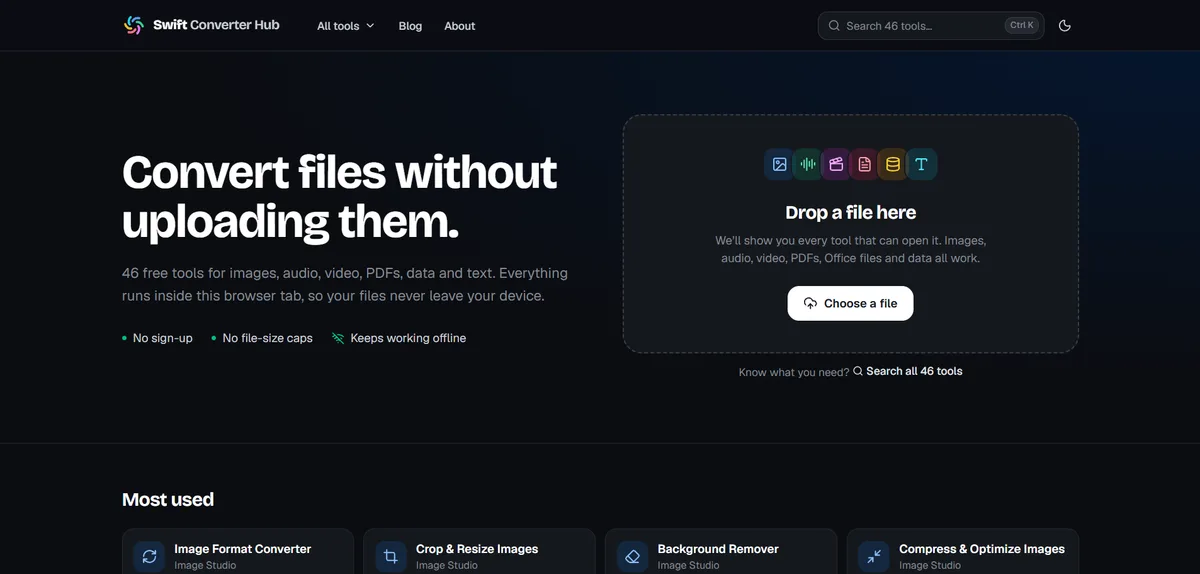 Swift Converter Hub
All tools
Blog
About
Search 46 tools...
Ctrl K
Convert files without
uploading them.
46 free tools for images, audio, video, PDFs, data and text. Everything
runs inside this browser tab, so your files never leave your device.
No sign-up
No file-size caps
Keeps working offline
Drop a file here
We'll show you every tool that can open it. Images,
audio, video, PDFs, Office files and data all work.
Choose a file
Know what you need? Search all 46 tools
Most used
Image Format Converter
Image Studio
Crop & Resize Images
Image Studio
Background Remover
Image Studio
Compress & Optimize Images
Image Studio